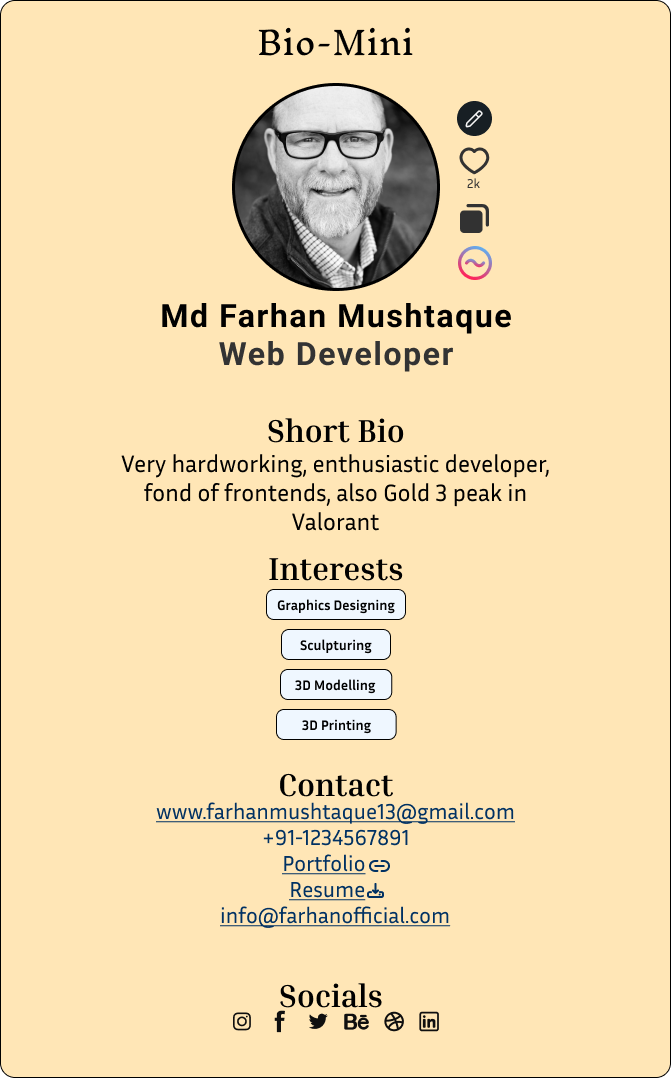 Bio-Mini
2k
Md Farhan Mushtaque
Web Developer
Short Bio
Very hardworking, enthusiastic developer,
fond of frontends, also Gold 3 peak in
Valorant
Interests
Graphics Designing
Sculpturing
3D Modelling
3D Printing
Contact
www.farhanmushtaque13@gmail.com
+91-1234567891
Portfolio
Resume
info@farhanofficial.com
Socials